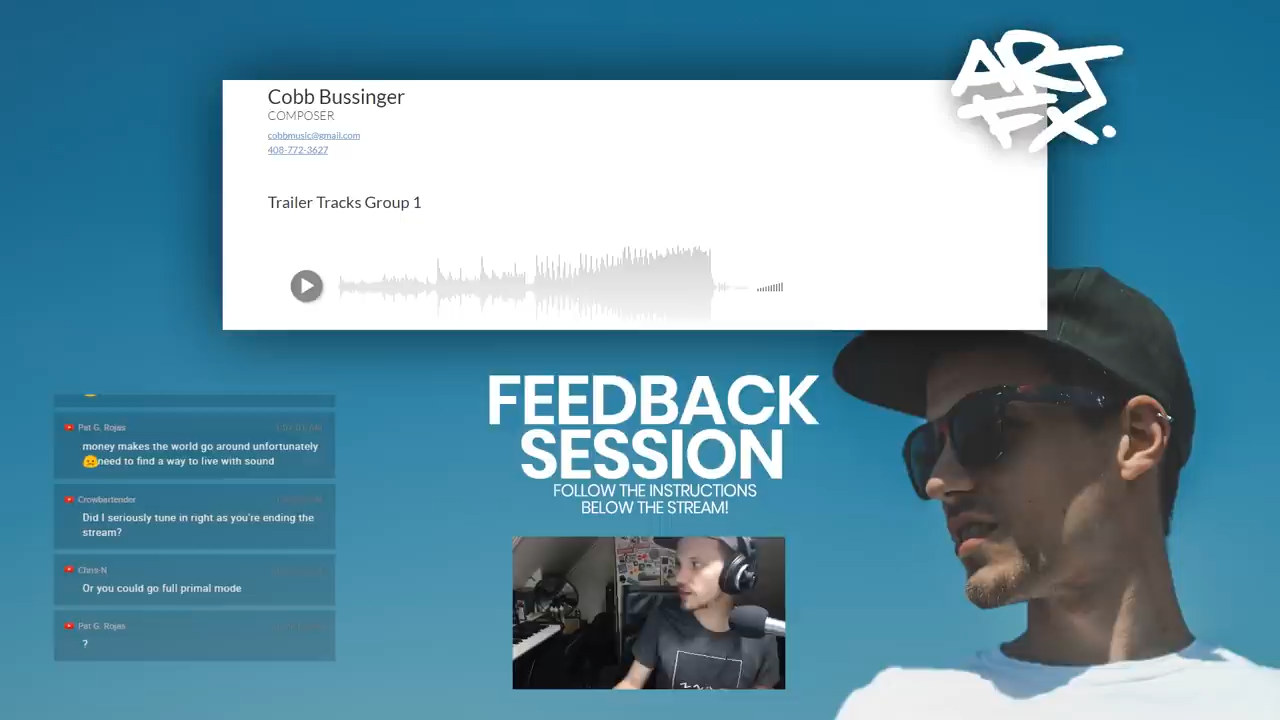 ART
FX.
Cobb Bussinger
COMPOSER
cobbmusic@gmail.com
408-772-3627
Trailer Tracks Group 1
FEEDBACK
SESSION
FOLLOW THE INSTRUCTIONS
BELOW THE STREAM!
Pat G. Rojas
money makes the world go around unfortunately
😕need to find a way to live with sound
Crowbartender
Did I seriously tune in right as you're ending the
stream?
Chris-N
Or you could go full primal mode
Pat G. Rojas
?